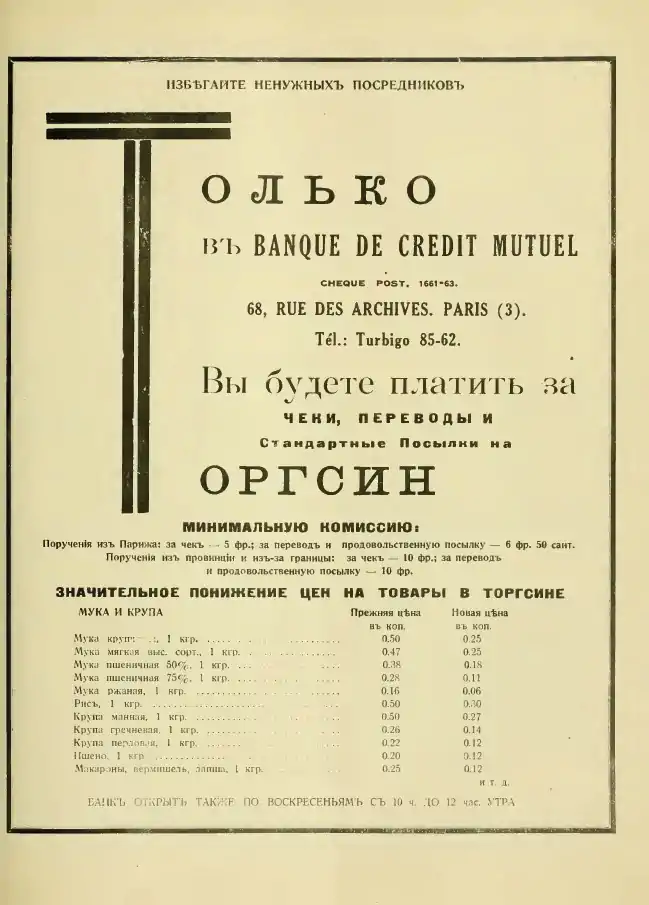 ИЗБѢГАЙТЕ НЕНУЖНЫХЪ ПОСРЕДНИКОВЪ
ТОЛЬКО
въ BANQUE DE CREDIT MUTUEL
CHEQUE POST. 1661-63.
68, RUE DES ARCHIVES. PARIS (3).
Tél.: Turbigo 85-62.
Вы будете платить за
ЧЕКИ, ПЕРЕВОДЫ И
Стандартные Посылки на
ТОРГСИН
МИНИМАЛЬНУЮ КОМИССИЮ:
Порученія изъ Парижа: за чекъ — 5 фр.; за переводъ и продовольственную посылку — 6 фр. 50 сант.
Порученія изъ провинціи и изъ-за границы: за чекъ — 10 фр.; за переводъ
и продовольственную посылку — 10 фр.
ЗНАЧИТЕЛЬНОЕ ПОНИЖЕНИЕ ЦЕН НА ТОВАРЫ В ТОРГСИНЕ
МУКА И КРУПА Прежняя цѣна Новая цѣна
въ коп. въ коп.
Мука 1 кгр. 0.50 0.25
Мука мягкая выс. сорт., 1 кгр. 0.47 0.25
Мука пшеничная 50%, 1 кгр. 0.38 0.18
Мука пшеничная 75%, 1 кгр. 0.28 0.11
Мука ржаная, 1 кгр. 0.16 0.06
Рисъ, 1 кгр. 0.50 0.30
Крупа манная, 1 кгр. 0.50 0.27
Крупа гречневая, 1 кгр. 0.26 0.14
Крупа перловая, 1 кгр. 0.22 0.12
Пшено, 1 кгр 0.20 0.12
Макароны, вермишель, лапша, 1 кгр. 0.25 0.12
и т. д.
БАНКЪ ОТКРЫТЪ ТАКЖЕ ПО ВОСКРЕСЕНЬЯМЪ СЪ 10 ч. ДО 12 час. УТРА